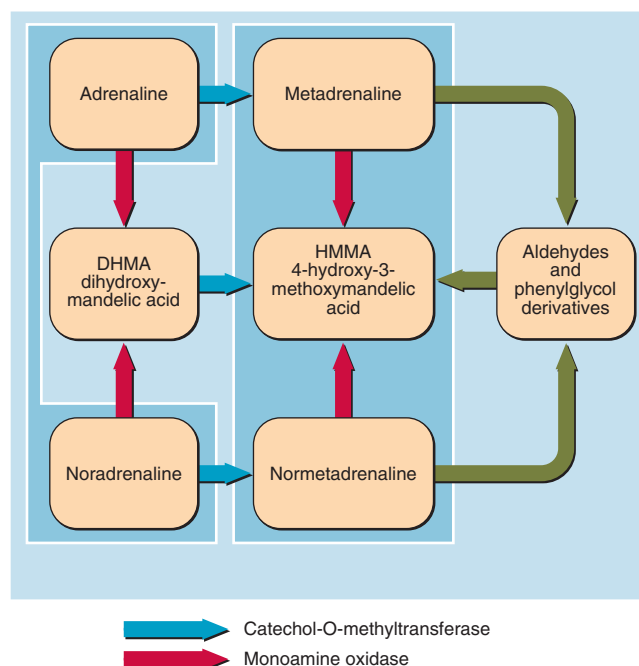 Adrenaline
Metadrenaline
DHMA
dihydroxy-
mandelic acid
HMMA
4-hydroxy-3-
methoxymandelic
acid
Aldehydes
and
phenylglycol
derivatives
Noradrenaline
Normetadrenaline
Catechol-O-methyltransferase
Monoamine oxidase